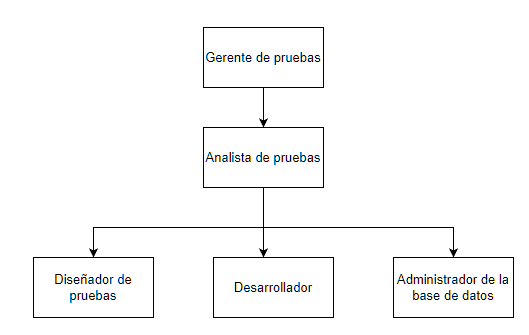 Gerente de pruebas
Analista de pruebas
Diseñador de
pruebas
Desarrollador
Administrador de la
base de datos